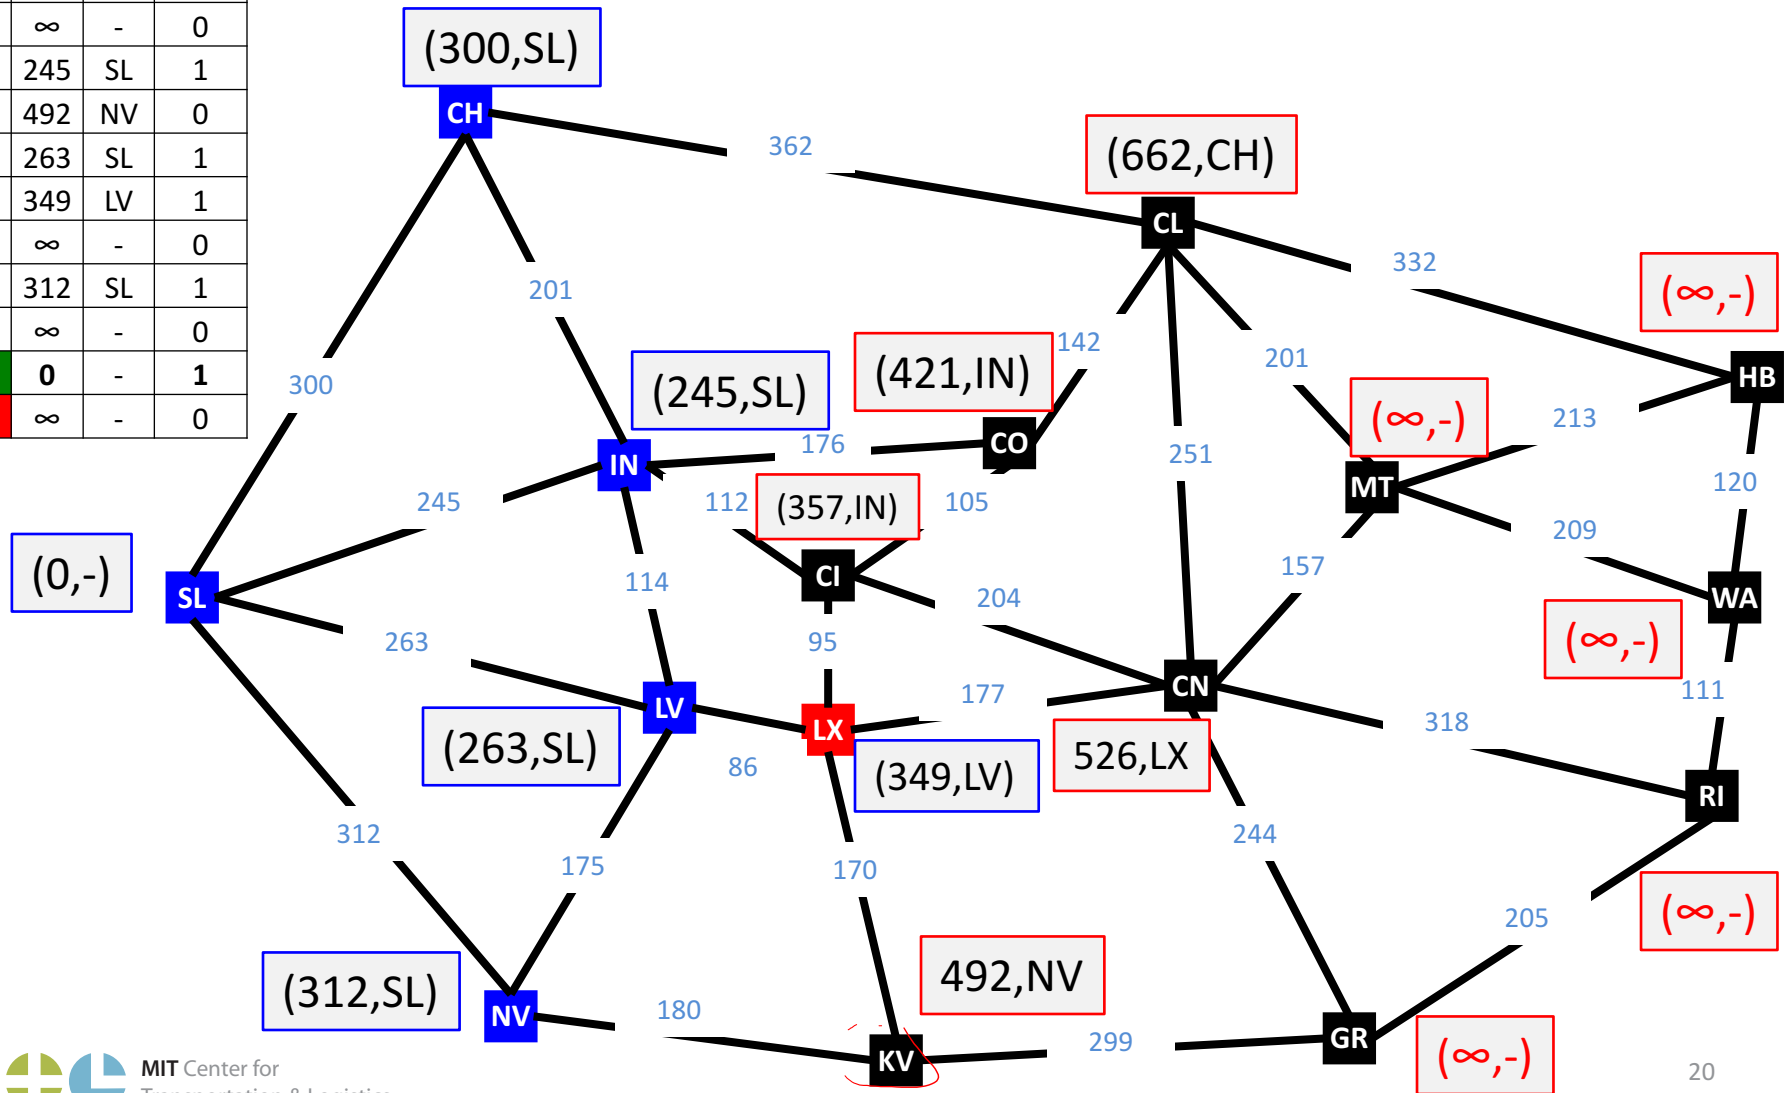 ∞ - 0
245 SL 1
492 NV 0
263 SL 1
349 LV 1
∞ - 0
312 SL 1
∞ - 0
0 - 1
∞ - 0
(300,SL)
CH
362
(662,CH)
CL
332
(∞,-)
HB
201
142
201
300
(245,SL)
(421,IN)
(∞,-)
213
176
CO
IN
251
MT
120
245
112
(357,IN)
105
209
(0,-)
SL
114
CI
204
157
WA
(∞,-)
263
95
177
CN
111
LV
LX
318
(263,SL)
86
(349,LV)
526,LX
RI
312
175
170
244
205
(∞,-)
(312,SL)
NV
180
492,NV
KV
299
GR
(∞,-)
MIT Center for
Transportation & Logistics
20